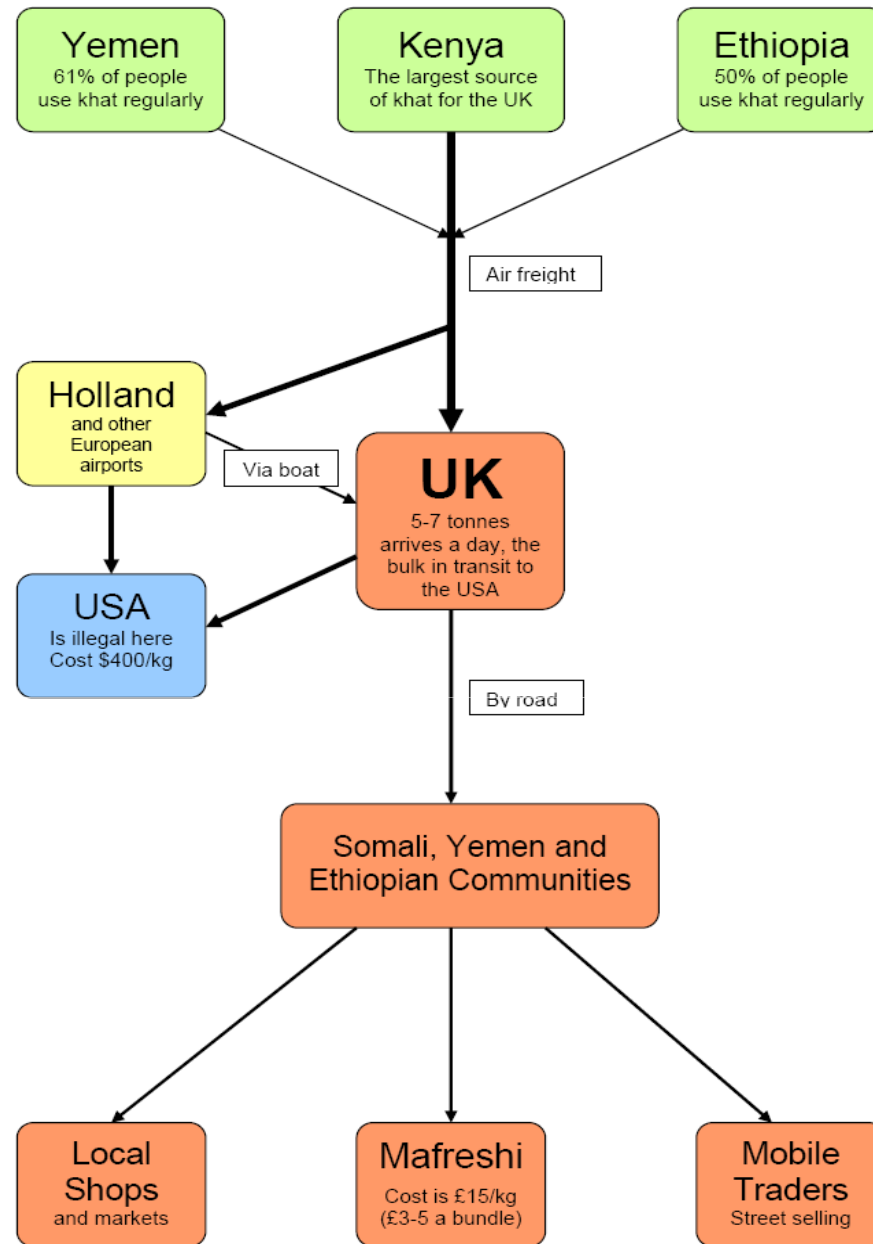 Yemen
61% of people
use khat regularly
Kenya
The largest source
of khat for the UK
Ethiopia
50% of people
use khat regularly
Air freight
Holland
and other
European
airports
Via boat
UK
5-7 tonnes
arrives a day, the
bulk in transit to
the USA
USA
Is illegal here
Cost $400/kg
By road
Somali, Yemen and
Ethiopian Communities
Local
Shops
and markets
Mafreshi
Cost is £15/kg
(£3-5 a bundle)
Mobile
Traders
Street selling